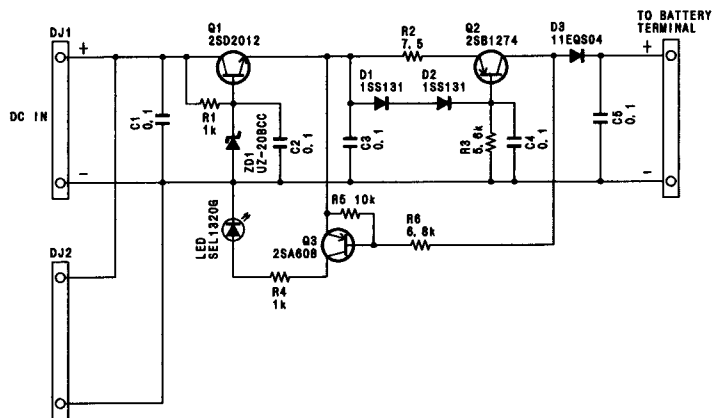 DJ1
+
DC IN
-
DJ2
Q1
2SD2012
R1
1k
C1
0.1
ZD1
UZ-20BCC
C2
0.1
LED
SEL1320G
R4
1k
R2
7.5
D1
1SS131
D2
1SS131
C3
0.1
Q2
2SB1274
R3
5.6k
C4
0.1
R5 10k
Q3
2SA608
R6
6.8k
D3
11EQS04
C5
0.1
TO BATTERY
TERMINAL
+
-